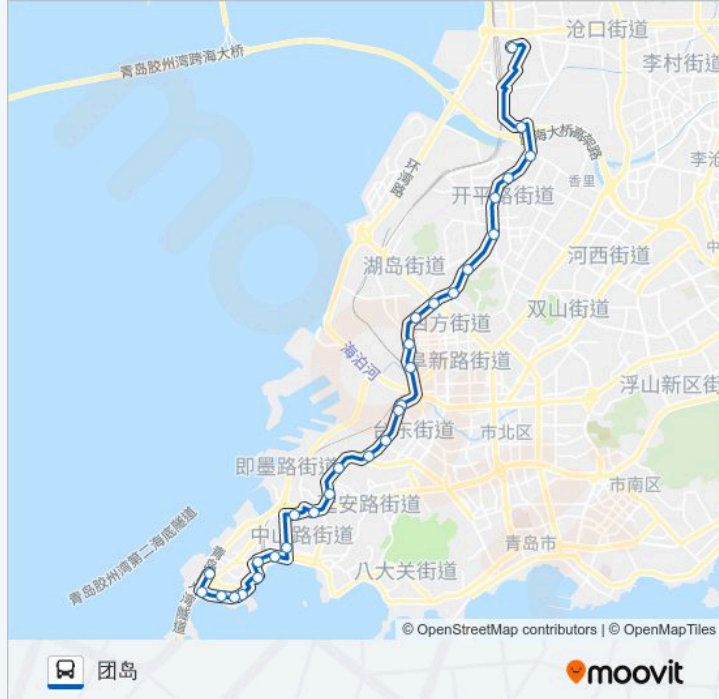 沧口街道
青岛胶州湾跨海大桥
李村街道
海大桥高架路
李沧
环湾路
香里
开平路街道
湖岛街道
河西街道
双山街道
四方街道
海泊河
阜新路街道
浮山新区街
台东街道
市北区
即墨路街道
市南区
延安路街道
青岛胶州湾第二海底隧道
中山路街道
青岛市
八大关街道
湾隧道
© OpenStreetMap contributors | © OpenMapTiles
团岛
moovit